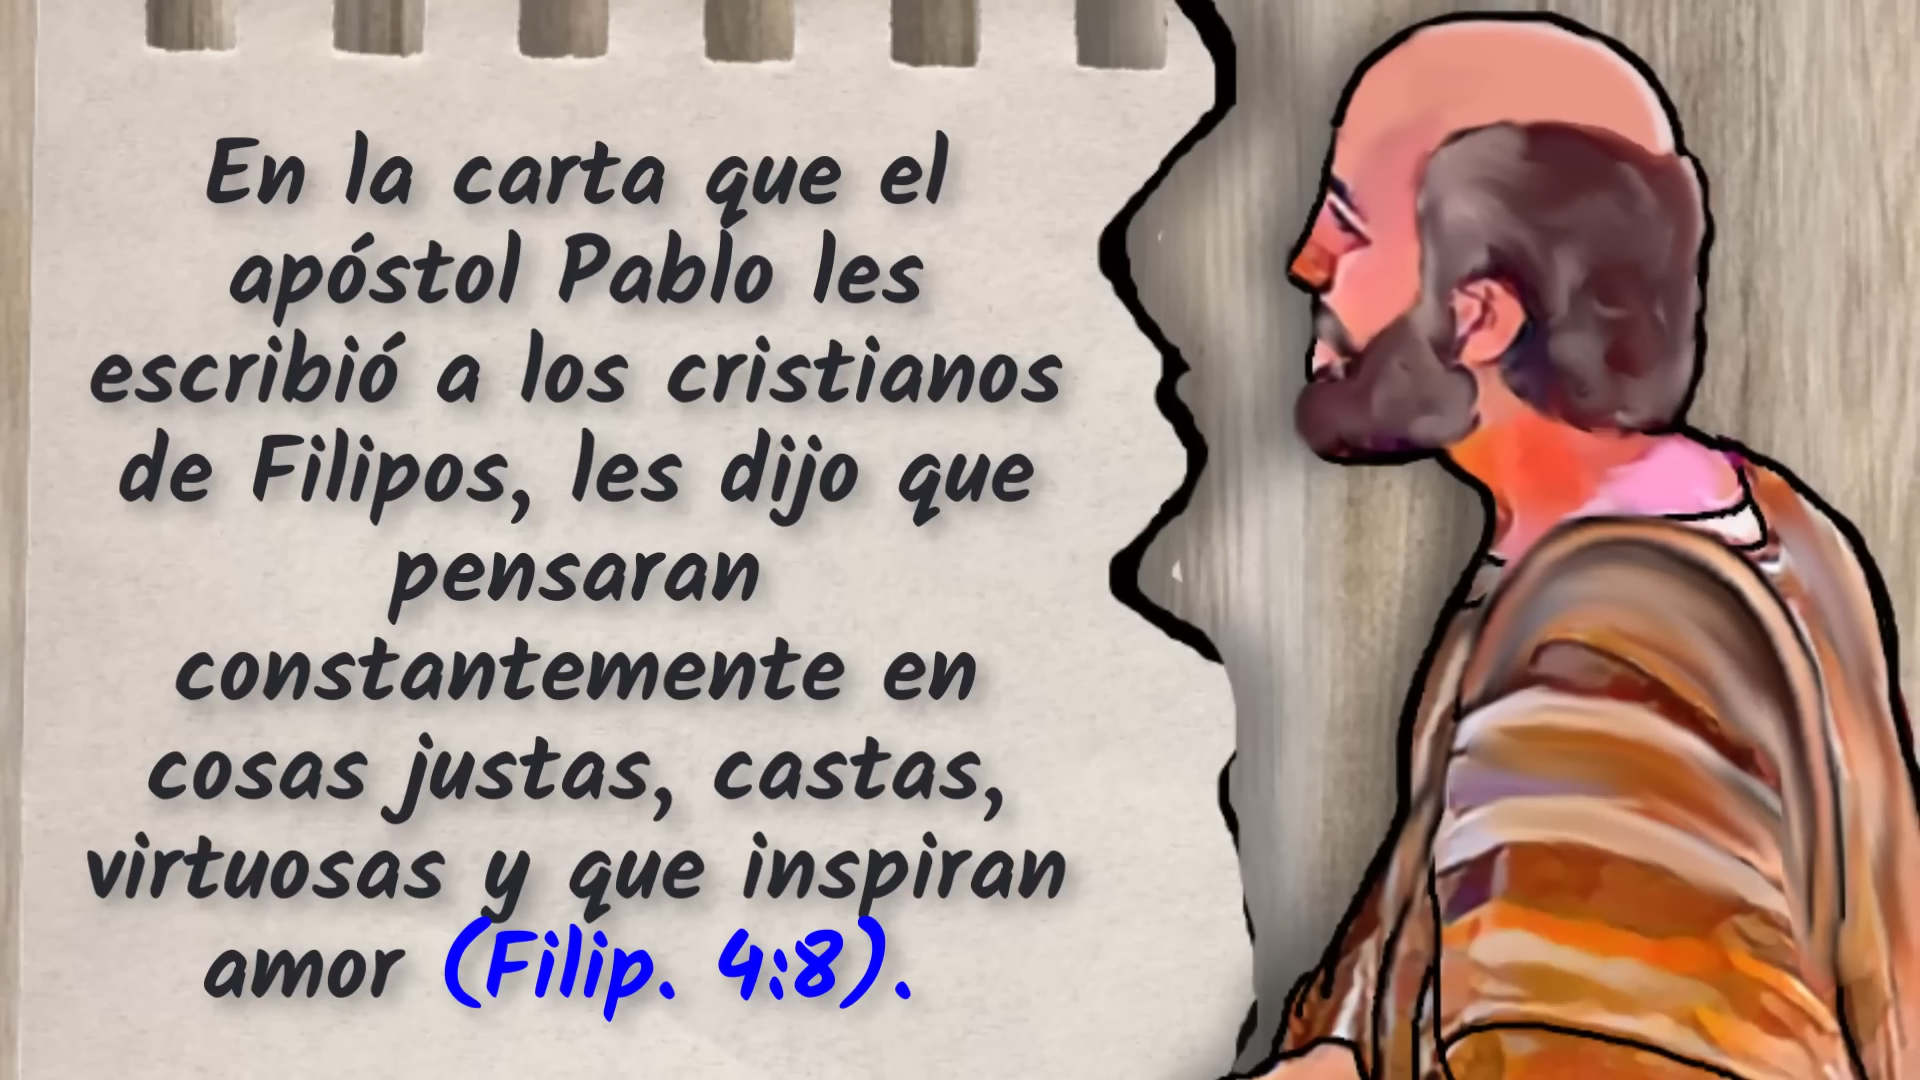 En la carta que el
apóstol Pablo les
escribió a los cristianos
de Filipos, les dijo que
pensaran
constantemente en
cosas justas, castas,
virtuosas y que inspiran
amor (Filip. 4:8).